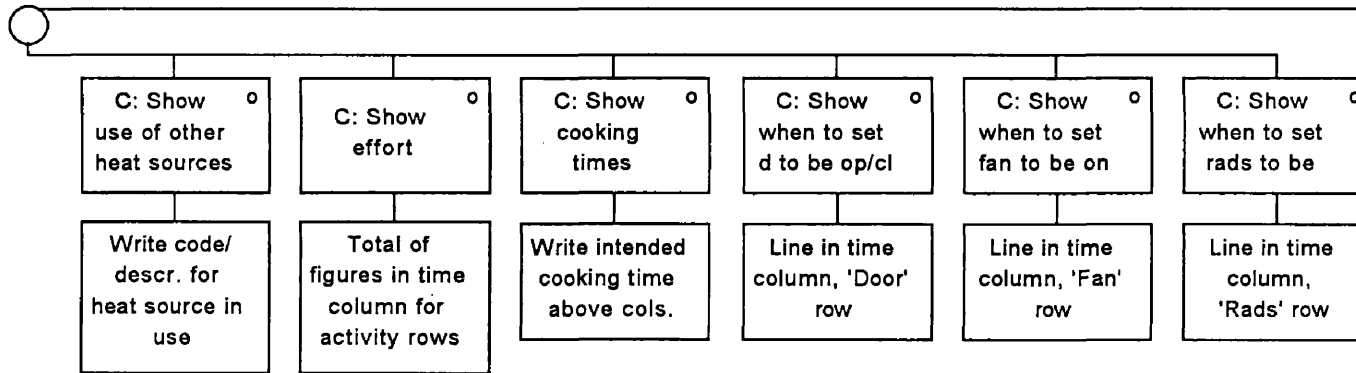 C: Show o
use of other
heat sources
C: Show o
effort
C: Show o
cooking
times
C: Show o
when to set
d to be op/cl
C: Show o
when to set
fan to be on
C: Show o
when to set
rads to be
Write code/
descr. for
heat source in
use
Total of
figures in time
column for
activity rows
Write intended
cooking time
above cols.
Line in time
column, 'Door'
row
Line in time
column, 'Fan'
row
Line in time
column,
'Rads' row